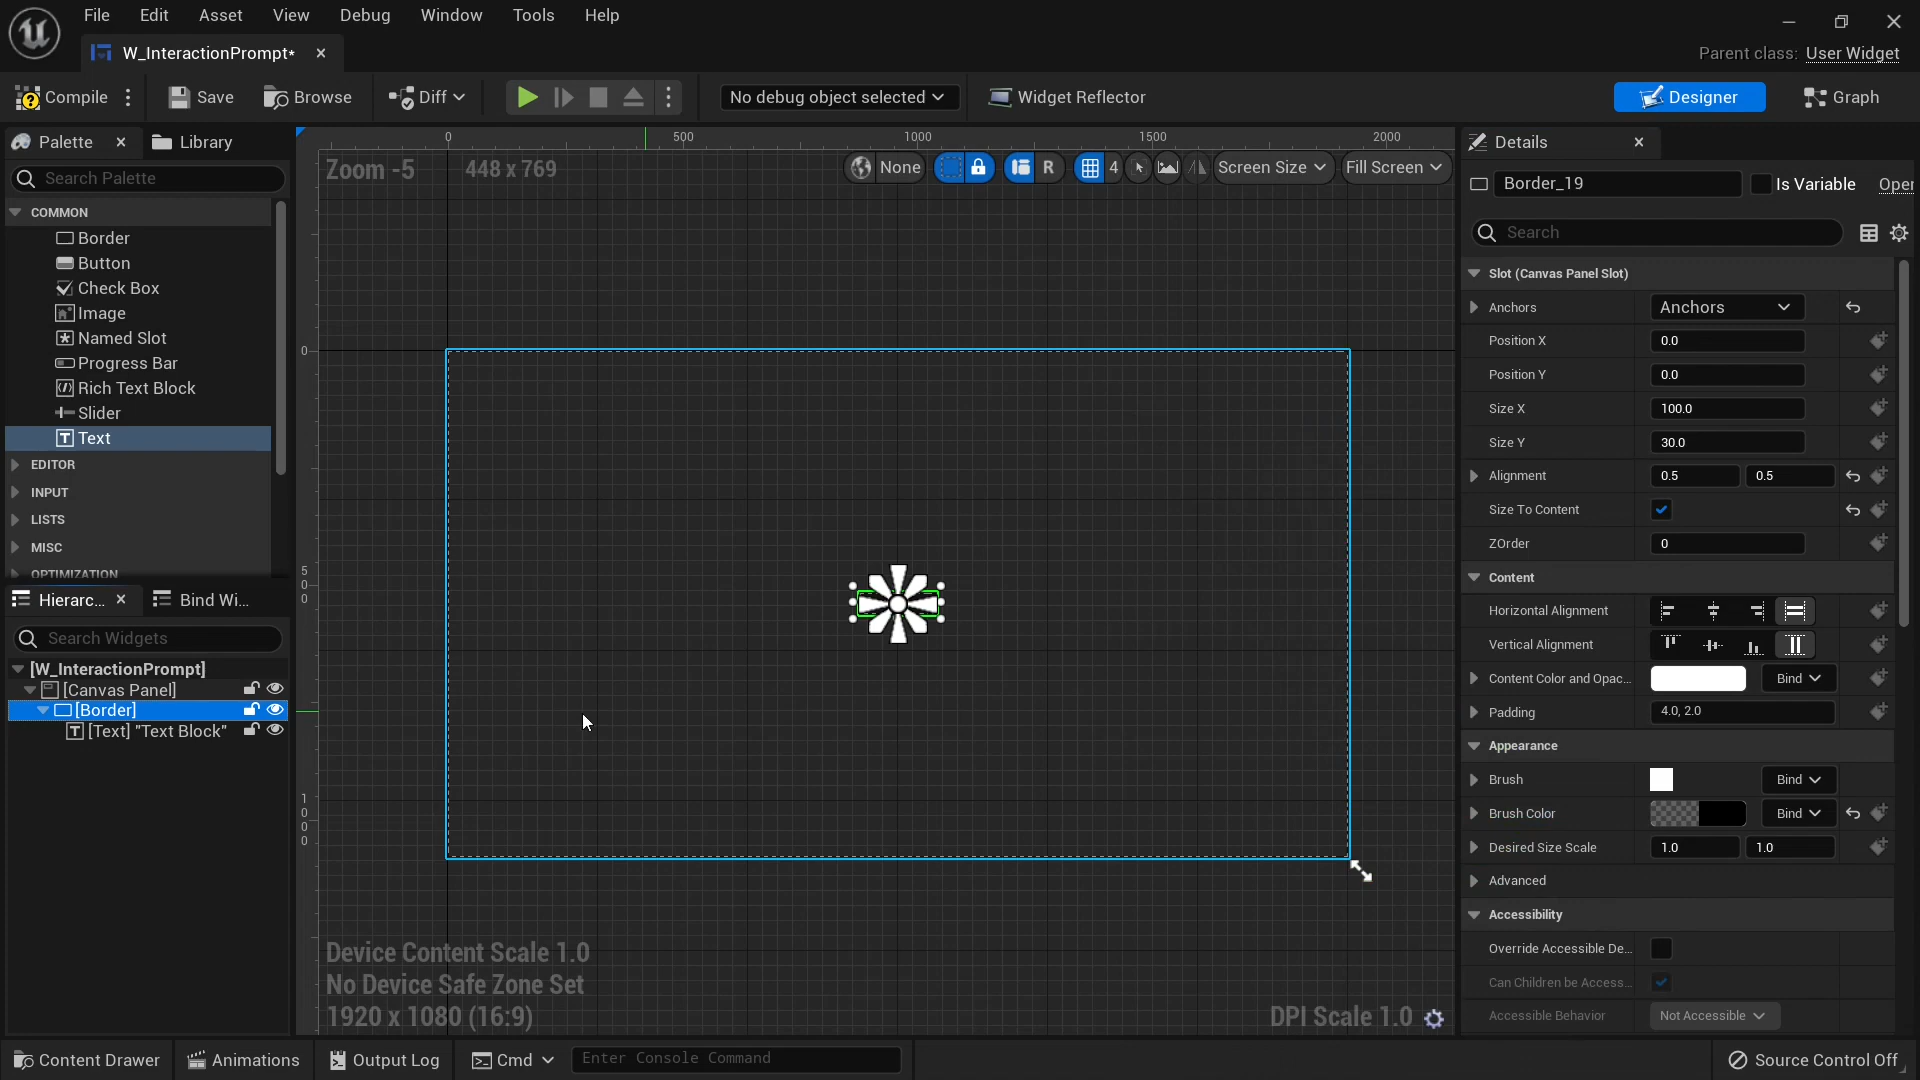 File Edit Asset View Debug Window Tools Help
W_InteractionPrompt*
Parent class: User Widget
Compile Save Browse Diff No debug object selected Widget Reflector Designer Graph
Palette Library
Search Palette
COMMON
Border
Button
Check Box
Image
Named Slot
Progress Bar
Rich Text Block
Slider
Text
EDITOR
INPUT
LISTS
MISC
OPTIMIZATION
Hierarc... Bind Wi...
Search Widgets
[W_InteractionPrompt]
[Canvas Panel]
[Border]
[Text] "Text Block"
0 500 1000 1500 2000
Zoom -5 448 x 769 None R 4 Screen Size Fill Screen
0
500
1000
Device Content Scale 1.0
No Device Safe Zone Set
1920 x 1080 (16:9)
DPI Scale 1.0
Details
Border_19 Is Variable Oper
Search
Slot (Canvas Panel Slot)
Anchors Anchors
Position X 0.0
Position Y 0.0
Size X 100.0
Size Y 30.0
Alignment 0.5 0.5
Size To Content
ZOrder 0
Content
Horizontal Alignment
Vertical Alignment
Content Color and Opac... Bind
Padding 4.0, 2.0
Appearance
Brush Bind
Brush Color Bind
Desired Size Scale 1.0 1.0
Advanced
Accessibility
Override Accessible De...
Can Children be Access...
Accessible Behavior Not Accessible
Content Drawer Animations Output Log Cmd Enter Console Command Source Control Off